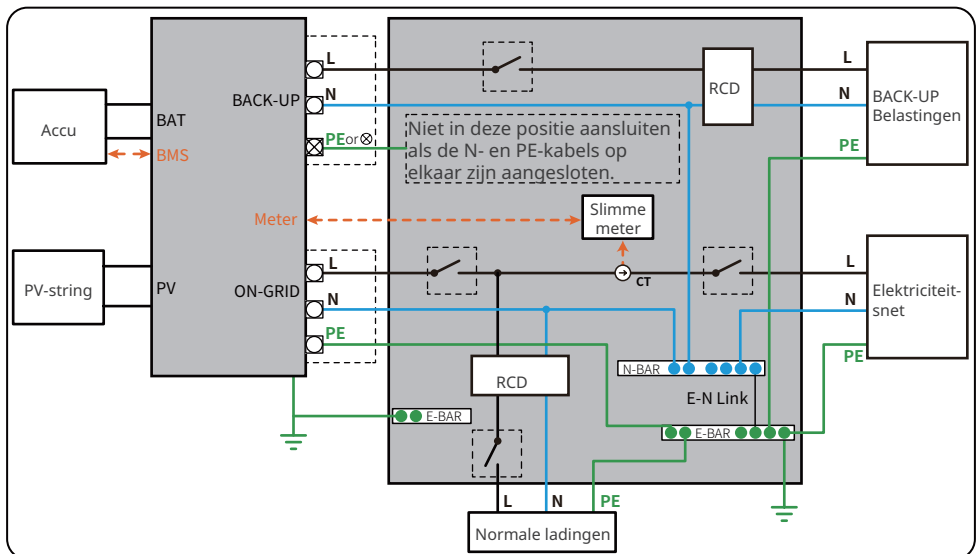 L
RCD
L
BACK-UP
N
N
BACK-UP
Belastingen
Accu
BAT
PE or
Niet in deze positie aansluiten
als de N- en PE-kabels op
elkaar zijn aangesloten.
PE
BMS
Slimme
meter
Meter
L
CT
L
PV-string
PV
ON-GRID
N
N
Elektriciteit-
snet
PE
PE
N-BAR
RCD
E-N Link
E-BAR
E-BAR
L
N
PE
Normale ladingen